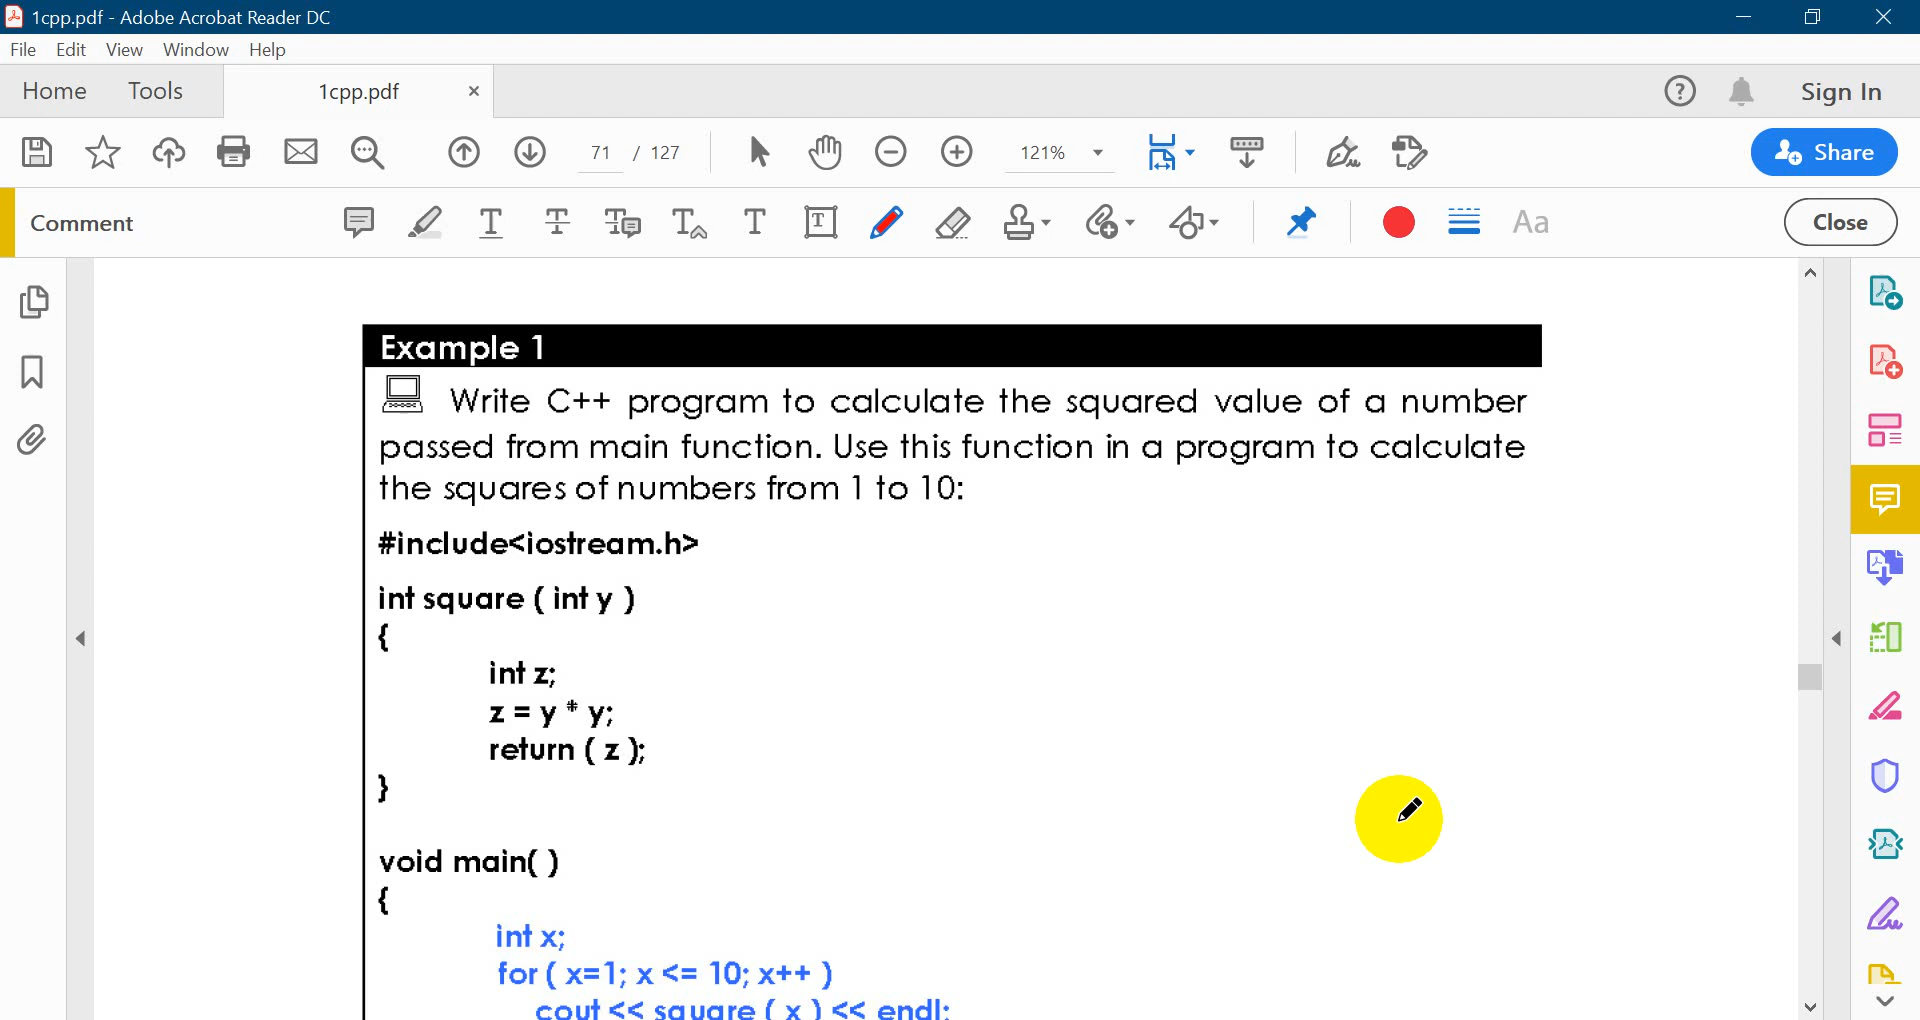 1cpp.pdf - Adobe Acrobat Reader DC
File Edit View Window Help
Home Tools 1cpp.pdf Sign In
71 / 127 121% Share
Comment Aa Close
Example 1
Write C++ program to calculate the squared value of a number
passed from main function. Use this function in a program to calculate
the squares of numbers from 1 to 10:
#include<iostream.h>
int square ( int y )
{
int z;
z = y * y;
return ( z );
}
void main( )
{
int x;
for ( x=1; x <= 10; x++ )
cout << square ( x ) << endl;